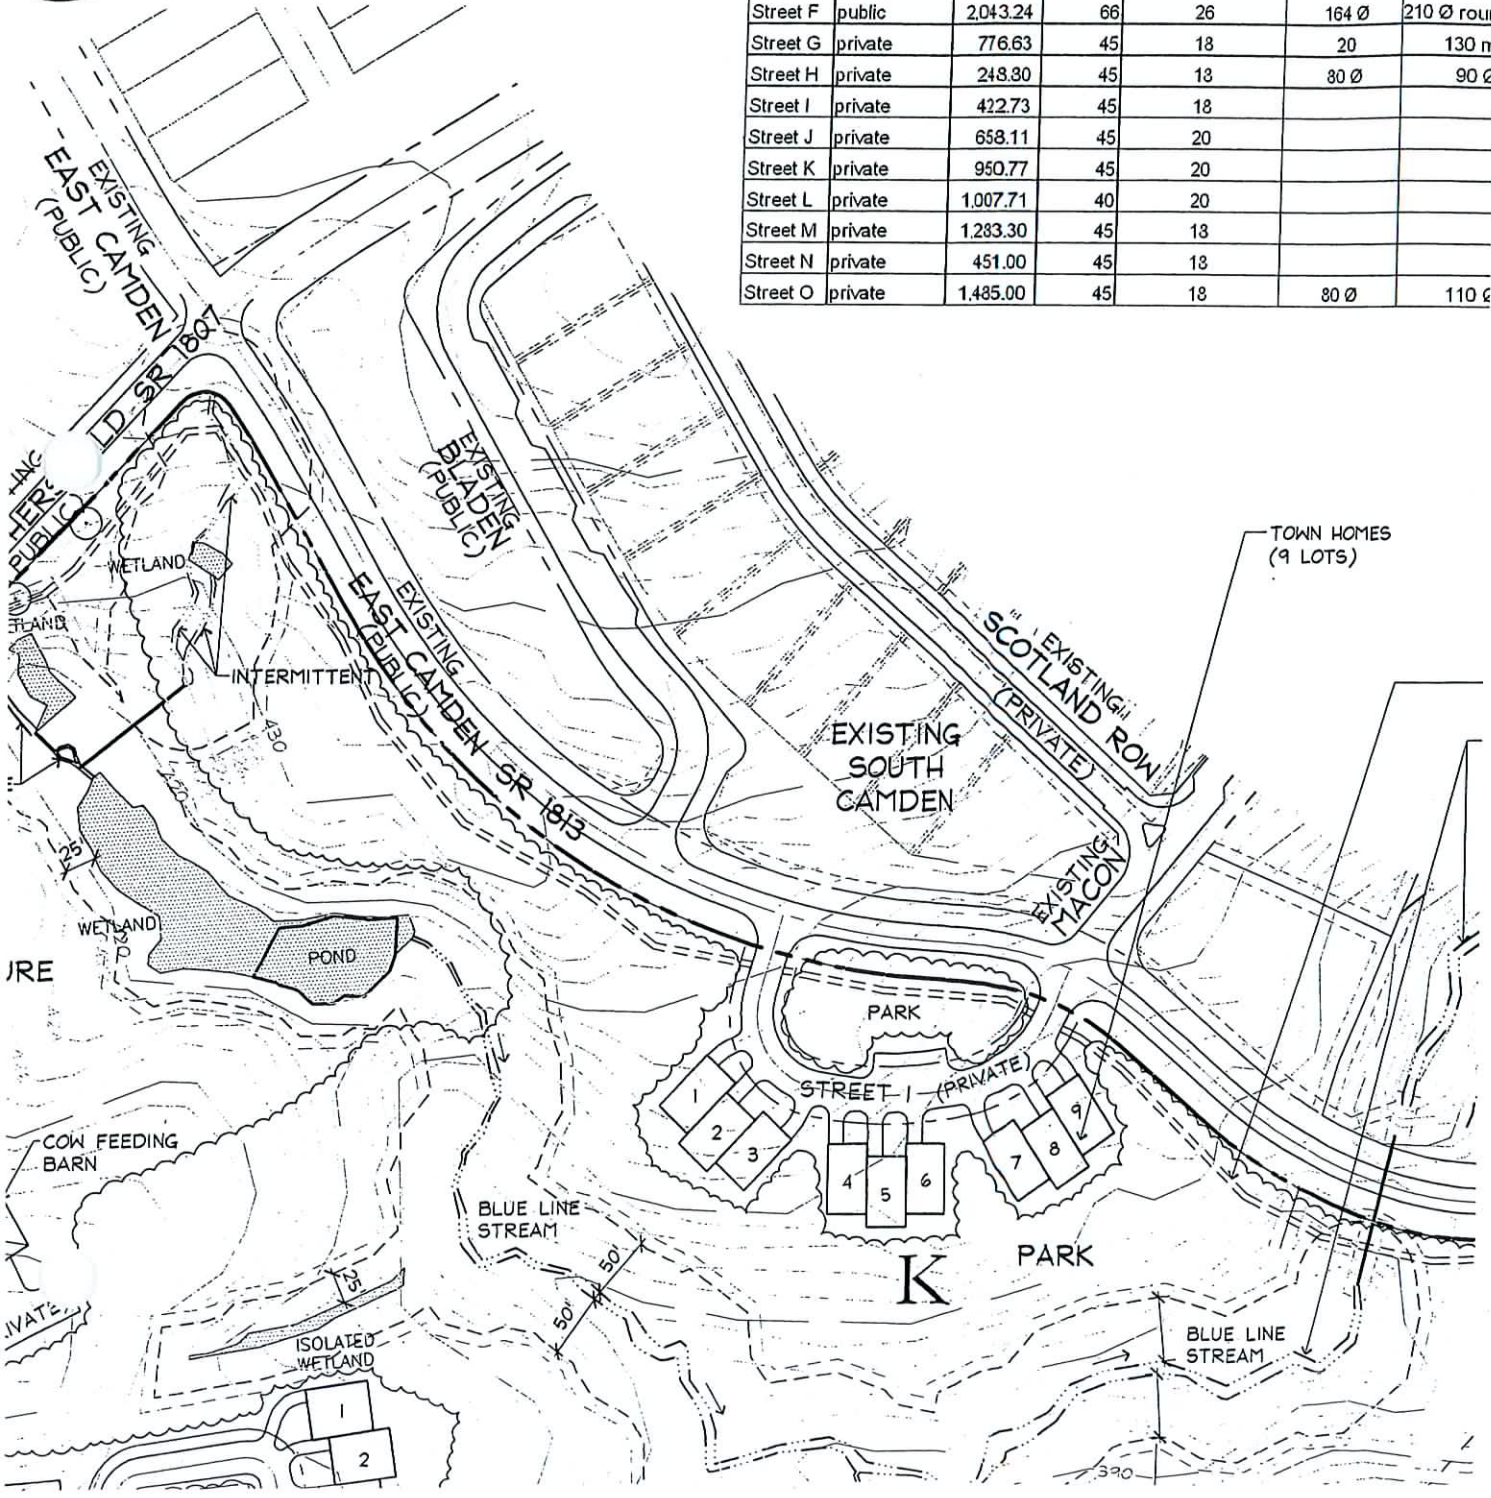 Street F public 2,043.24 66 26 164 Ø 210 Ø
Street G private 776.63 45 18 20 130
Street H private 248.80 45 18 80 Ø 90
Street I private 422.73 45 18
Street J private 658.11 45 20
Street K private 950.77 45 20
Street L private 1,007.71 40 20
Street M private 1,283.30 45 18
Street N private 451.00 45 18
Street O private 1,485.00 45 18 80 Ø 110
EXISTING
EAST CAMDEN
(PUBLIC)
LD SR 1807
PUBLIC)
EXISTING
BLADEN
(PUBLIC)
TOWN HOMES
(9 LOTS)
WETLAND
EXISTING
EAST CAMDEN SR 1813
(PUBLIC)
INTERMITTENT
430
420
EXISTING
SCOTLAND ROW
(PRIVATE)
EXISTING
SOUTH
CAMDEN
EXISTING
MACON
25'
WETLAND
POND
PARK
STREET I (PRIVATE)
1
2
3
4
5
6
7
8
9
COW FEEDING
BARN
BLUE LINE
STREAM
50'
50'
K
PARK
25'
ISOLATED
WETLAND
BLUE LINE
STREAM
1
2
390